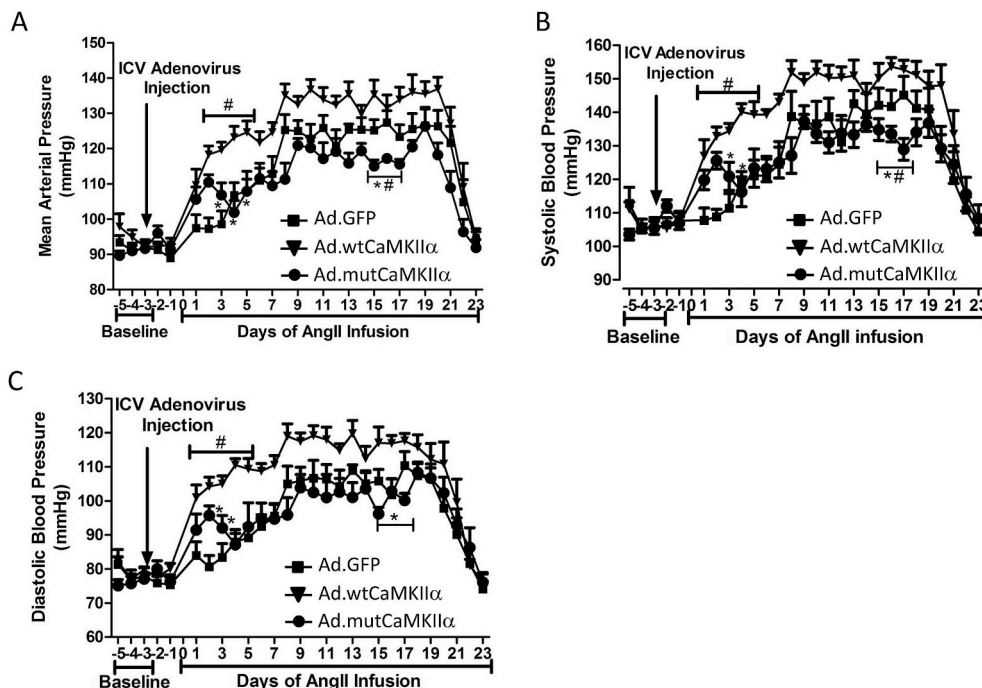 A
ICV Adenovirus
Injection
Mean Arterial Pressure
(mmHg)
150
140
130
120
110
100
90
80
#
*
*
*
*#
Ad.GFP
Ad.wtCaMKIIα
Ad.mutCaMKIIα
-5 -4 -3 -2 -1 0 1 3 5 7 9 11 13 15 17 19 21 23
Baseline
Days of AngII Infusion
B
ICV Adenovirus
Injection
Systolic Blood Pressure
(mmHg)
160
150
140
130
120
110
100
90
#
*
*
*#
Ad.GFP
Ad.wtCaMKIIα
Ad.mutCaMKIIα
-5 -4 -3 -2 -1 0 1 3 5 7 9 11 13 15 17 19 21 23
Baseline
Days of AngII infusion
C
ICV Adenovirus
Injection
Diastolic Blood Pressure
(mmHg)
130
120
110
100
90
80
70
60
#
*
*
*
Ad.GFP
Ad.wtCaMKIIα
Ad.mutCaMKIIα
-5 -4 -3 -2 -1 0 1 3 5 7 9 11 13 15 17 19 21 23
Baseline
Days of AngII Infusion